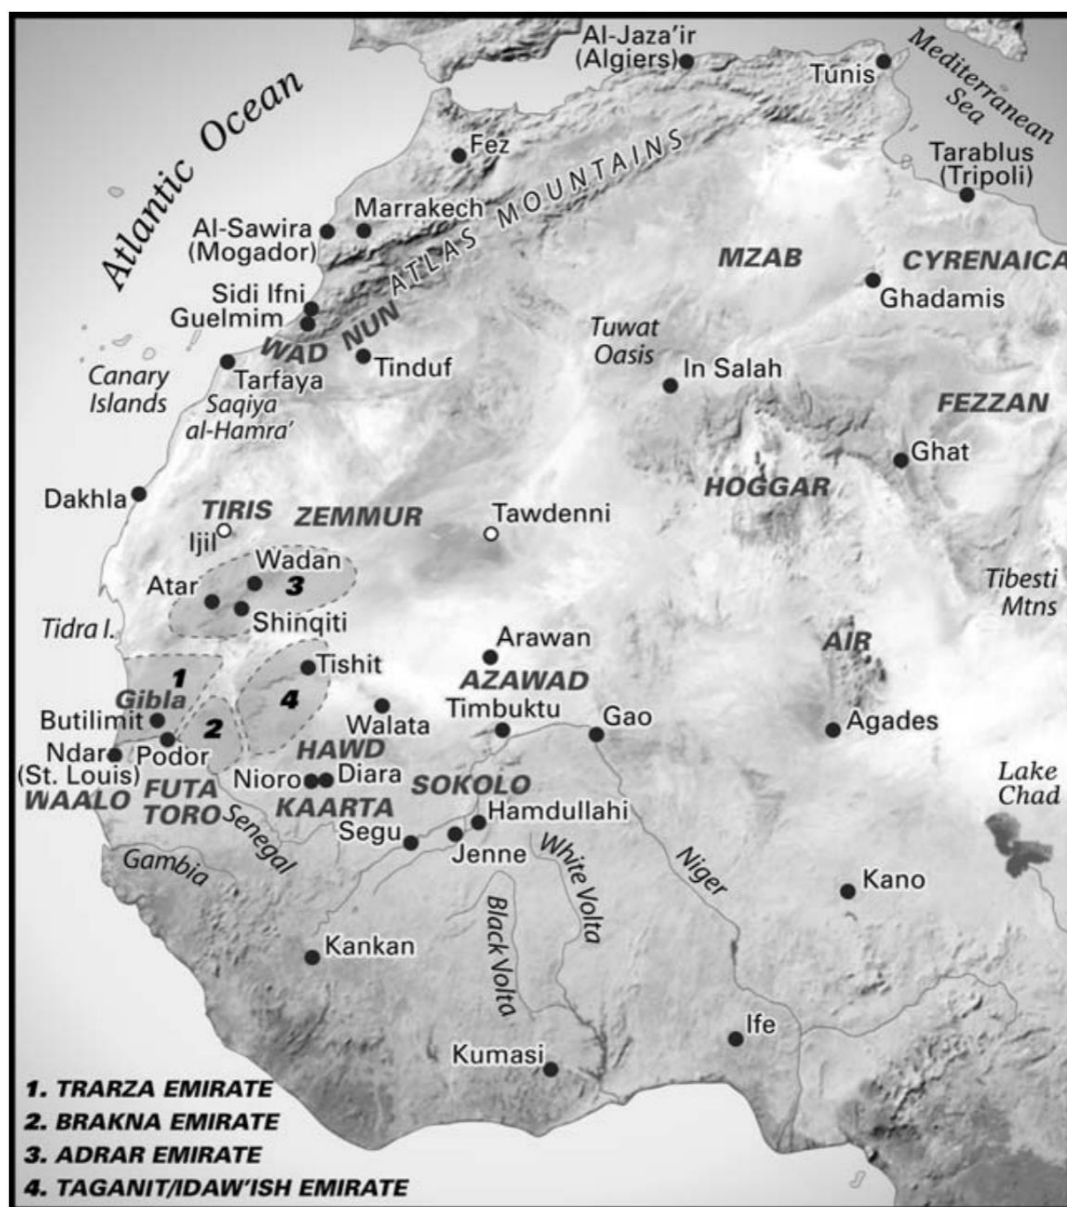 Al-Jaza'ir
(Algiers)
Tunis
Mediterranean
Sea
Atlantic Ocean
Fez
Tarablus
(Tripoli)
ATLAS MOUNTAINS
Marrakech
Al-Sawira
(Mogador)
MZAB
CYRENAICA
Ghadamis
Sidi Ifni
Guelmim
WAD NUN
Tuwat
Oasis
Tinduf
In Salah
Canary
Islands
Tarfaya
Saqiya
al-Hamra'
FEZZAN
Ghat
HOGGAR
Dakhla
TIRIS
ZEMMUR
Tawdenni
Ijil
Wadan
Atar
3
Shinqiti
Tibesti
Mtns
Tidra I.
Arawan
AIR
Tishit
1
AZAWAD
Gibla
4
Butilimit
2
Walata
Timbuktu
Gao
Agades
Ndar
(St. Louis)
Podor
HAWD
Nioro
Diara
SOKOLO
Lake
Chad
WAALO
FUTA
TORO
KAARTA
Hamdullahi
Senegal
Segu
Jenne
Gambia
White Volta
Niger
Kano
Black Volta
Kankan
Ife
Kumasi
1. TRARZA EMIRATE
2. BRAKNA EMIRATE
3. ADRAR EMIRATE
4. TAGANIT/IDAW'ISH EMIRATE